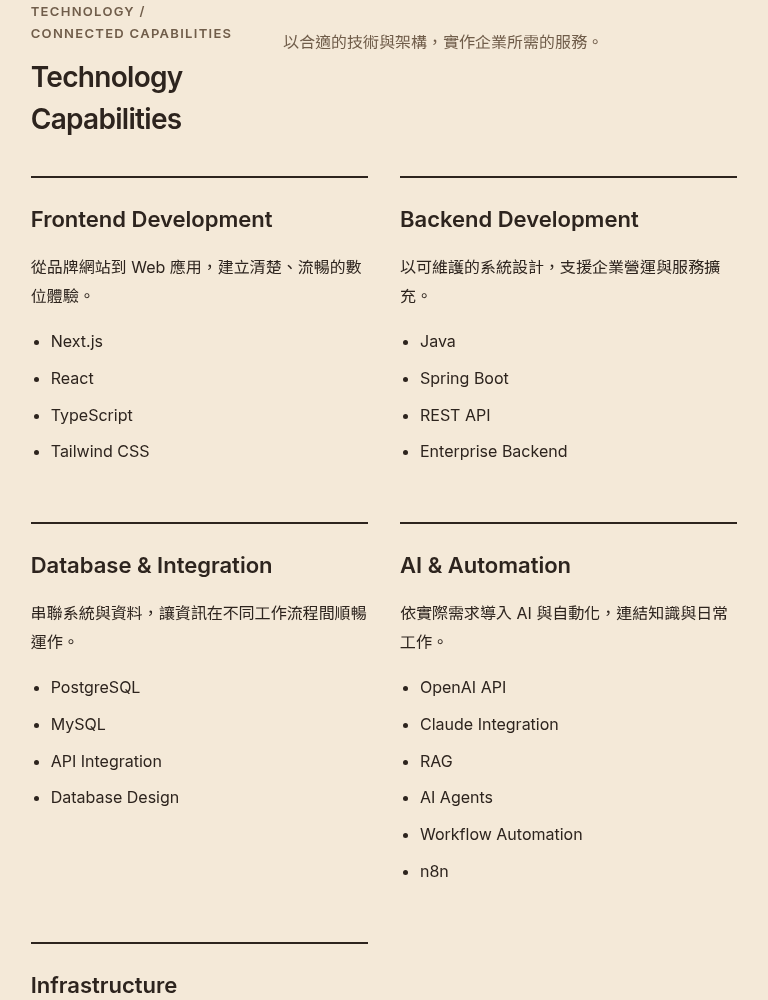 TECHNOLOGY /
CONNECTED CAPABILITIES
以合適的技術與架構，實作企業所需的服務。
Technology
Capabilities
Frontend Development
從品牌網站到 Web 應用，建立清楚、流暢的數
位體驗。
• Next.js
• React
• TypeScript
• Tailwind CSS
Backend Development
以可維護的系統設計，支援企業營運與服務擴
充。
• Java
• Spring Boot
• REST API
• Enterprise Backend
Database & Integration
串聯系統與資料，讓資訊在不同工作流程間順暢
運作。
• PostgreSQL
• MySQL
• API Integration
• Database Design
AI & Automation
依實際需求導入 AI 與自動化，連結知識與日常
工作。
• OpenAI API
• Claude Integration
• RAG
• AI Agents
• Workflow Automation
• n8n
Infrastructure